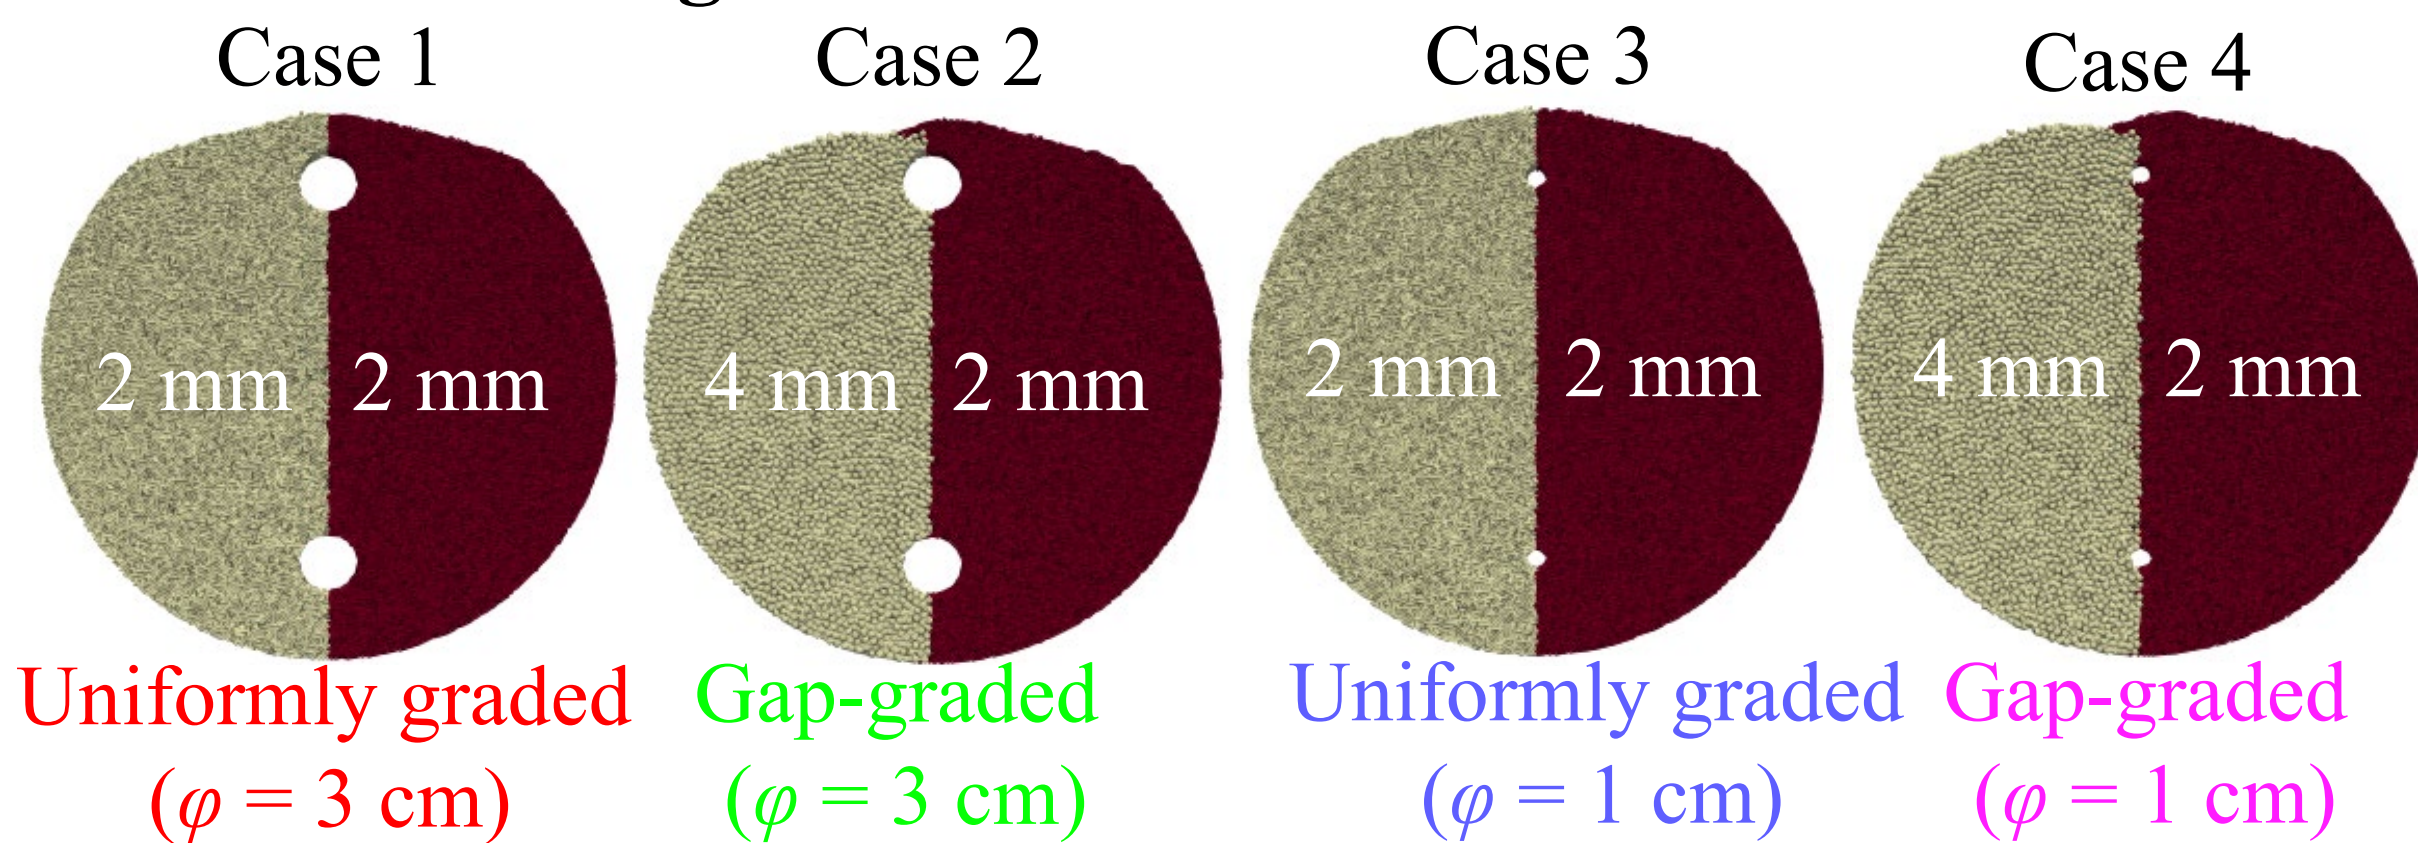 Case 1
Case 2
Case 3
Case 4
2 mm
2 mm
4 mm
2 mm
2 mm
2 mm
4 mm
2 mm
Uniformly graded
(φ = 3 cm)
Gap-graded
(φ = 3 cm)
Uniformly graded
(φ = 1 cm)
Gap-graded
(φ = 1 cm)